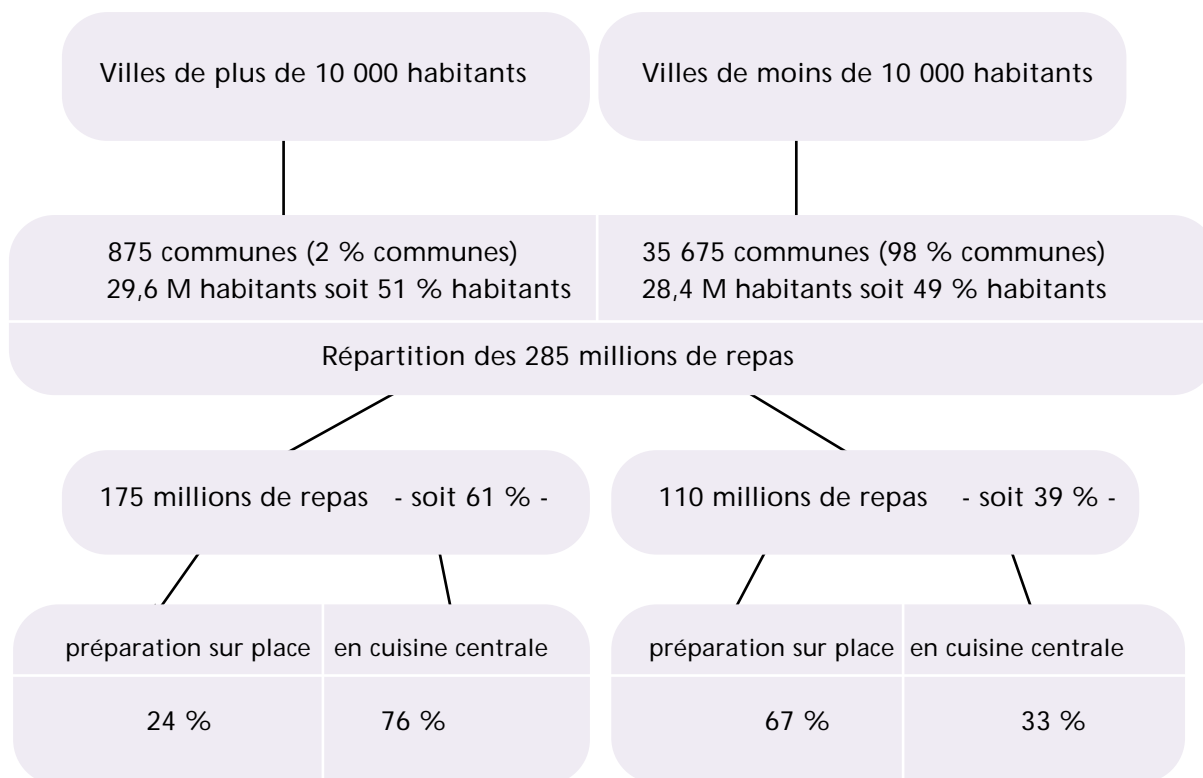 Villes de plus de 10 000 habitants
Villes de moins de 10 000 habitants
875 communes (2 % communes)
29,6 M habitants soit 51 % habitants
35 675 communes (98 % communes)
28,4 M habitants soit 49 % habitants
Répartition des 285 millions de repas
175 millions de repas - soit 61 % -
110 millions de repas - soit 39 % -
préparation sur place
en cuisine centrale
préparation sur place
en cuisine centrale
24 %
76 %
67 %
33 %